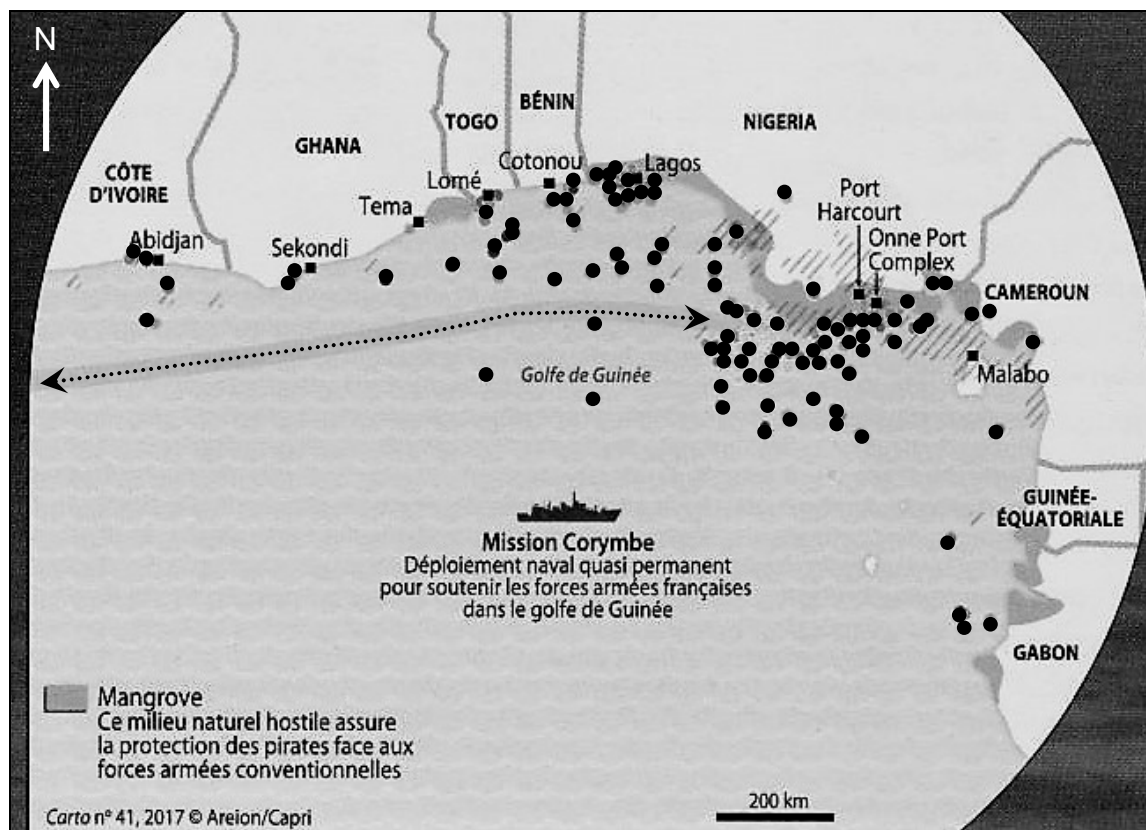 N
BÉNIN
TOGO
NIGERIA
GHANA
Cotonou
Lagos
CÔTE
D'IVOIRE
Lomé
Port
Harcourt
Tema
Abidjan
Sekondi
Onne Port
Complex
CAMEROUN
Golfe de Guinée
Malabo
GUINÉE-
ÉQUATORIALE
Mission Corymbe
Déploiement naval quasi permanent
pour soutenir les forces armées françaises
dans le golfe de Guinée
GABON
Mangrove
Ce milieu naturel hostile assure
la protection des pirates face aux
forces armées conventionnelles
200 km
Carto nº 41, 2017 © Areion/Capri